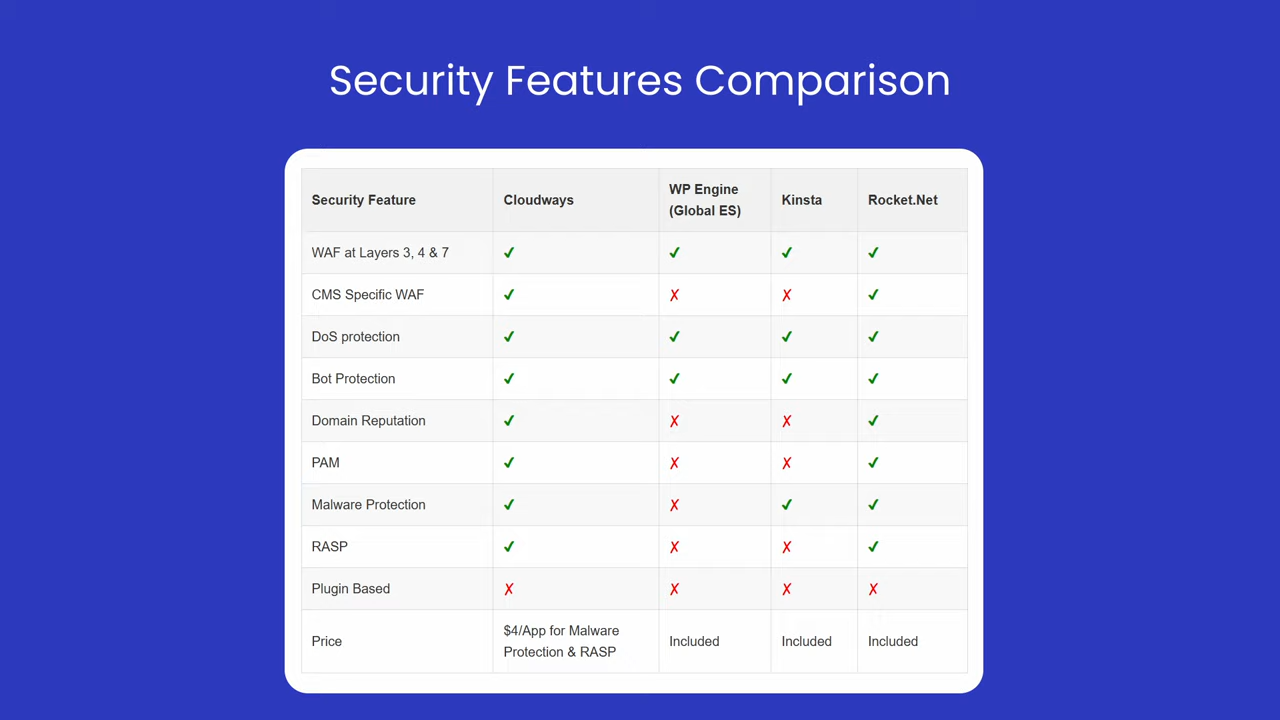 Security Features Comparison
Security Feature Cloudways WP Engine (Global ES) Kinsta Rocket.Net
WAF at Layers 3, 4 & 7 ✔ ✔ ✔ ✔
CMS Specific WAF ✔ ✗ ✗ ✔
DoS protection ✔ ✔ ✔ ✔
Bot Protection ✔ ✔ ✔ ✔
Domain Reputation ✔ ✗ ✗ ✔
PAM ✔ ✗ ✗ ✔
Malware Protection ✔ ✗ ✔ ✔
RASP ✔ ✗ ✗ ✔
Plugin Based ✗ ✗ ✗ ✗
Price $4/App for Malware Protection & RASP Included Included Included